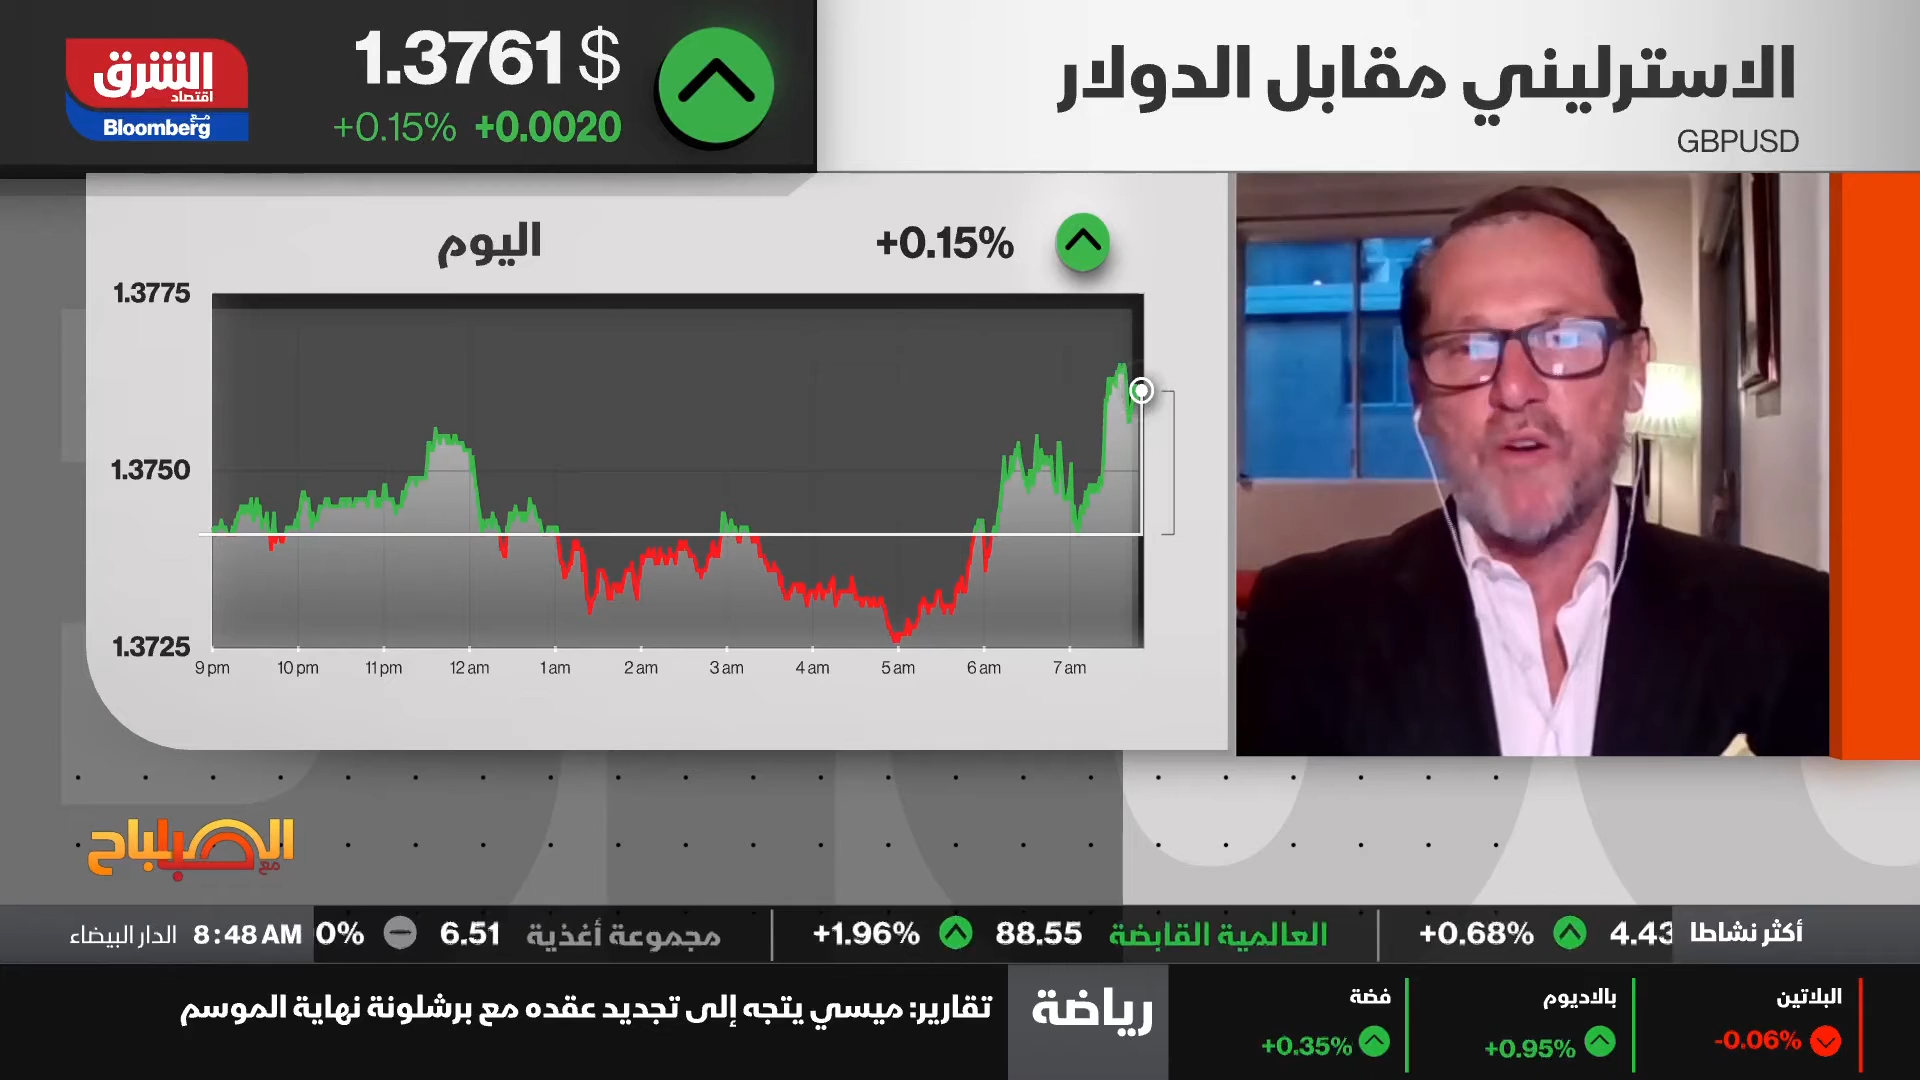 الشرق
اقتصاد
مع
Bloomberg
1.3761$
+0.15% +0.0020
الاسترليني مقابل الدولار
GBPUSD
اليوم
+0.15%
1.3775
1.3750
1.3725
9 pm 10 pm 11 pm 12 am 1 am 2 am 3 am 4 am 5 am 6 am 7 am
الصباح
مع
أكثر نشاطا 4.43 +0.68% العالمية القابضة 88.55 +1.96% مجموعة أغذية 6.51 0% 8:48 AM الدار البيضاء
البلاتين
-0.06%
بالاديوم
+0.95%
فضة
+0.35%
رياضة
تقارير: ميسي يتجه إلى تجديد عقده مع برشلونة نهاية الموسم